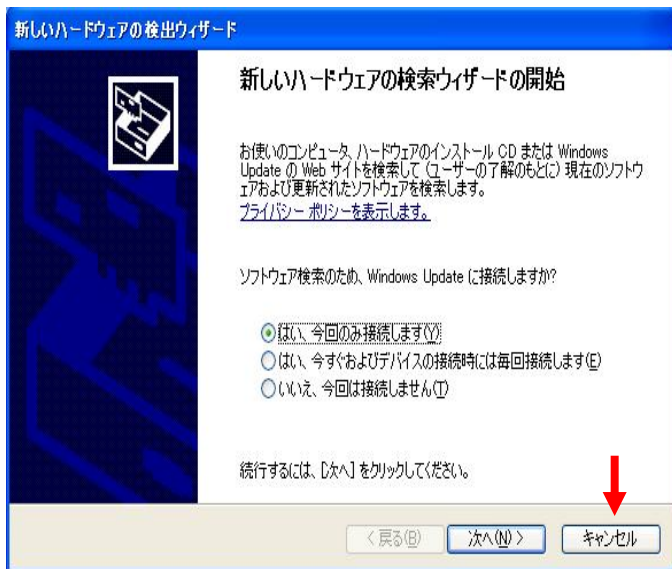 新しいハードウェアの検出ウィザード
新しいハードウェアの検索ウィザードの開始
お使いのコンピュータ、ハードウェアのインストール CD または Windows
Update の Web サイトを検索して (ユーザーの了解のもとに) 現在のソフトウ
ェアおよび更新されたソフトウェアを検索します。
プライバシー ポリシーを表示します。
ソフトウェア検索のため、Windows Update に接続しますか?
はい、今回のみ接続します(Y)
はい、今すぐおよびデバイスの接続時には毎回接続します(E)
いいえ、今回は接続しません(T)
続行するには、[次へ] をクリックしてください。
< 戻る(B) 次へ(N) > キャンセル